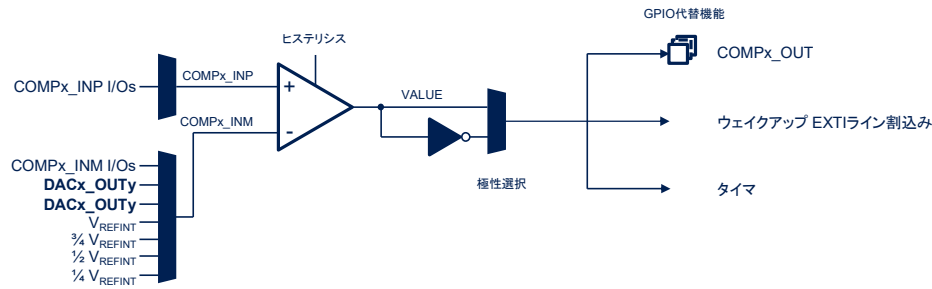 GPIO代替機能
ヒステリシス
COMPx_OUT
COMPx_INP I/Os
COMPx_INP
+
VALUE
COMPx_INM
-
ウェイクアップ EXTIライン割込み
COMPx_INM I/Os
DACx_OUTy
DACx_OUTy
VREFINT
¾ VREFINT
½ VREFINT
¼ VREFINT
極性選択
タイマ